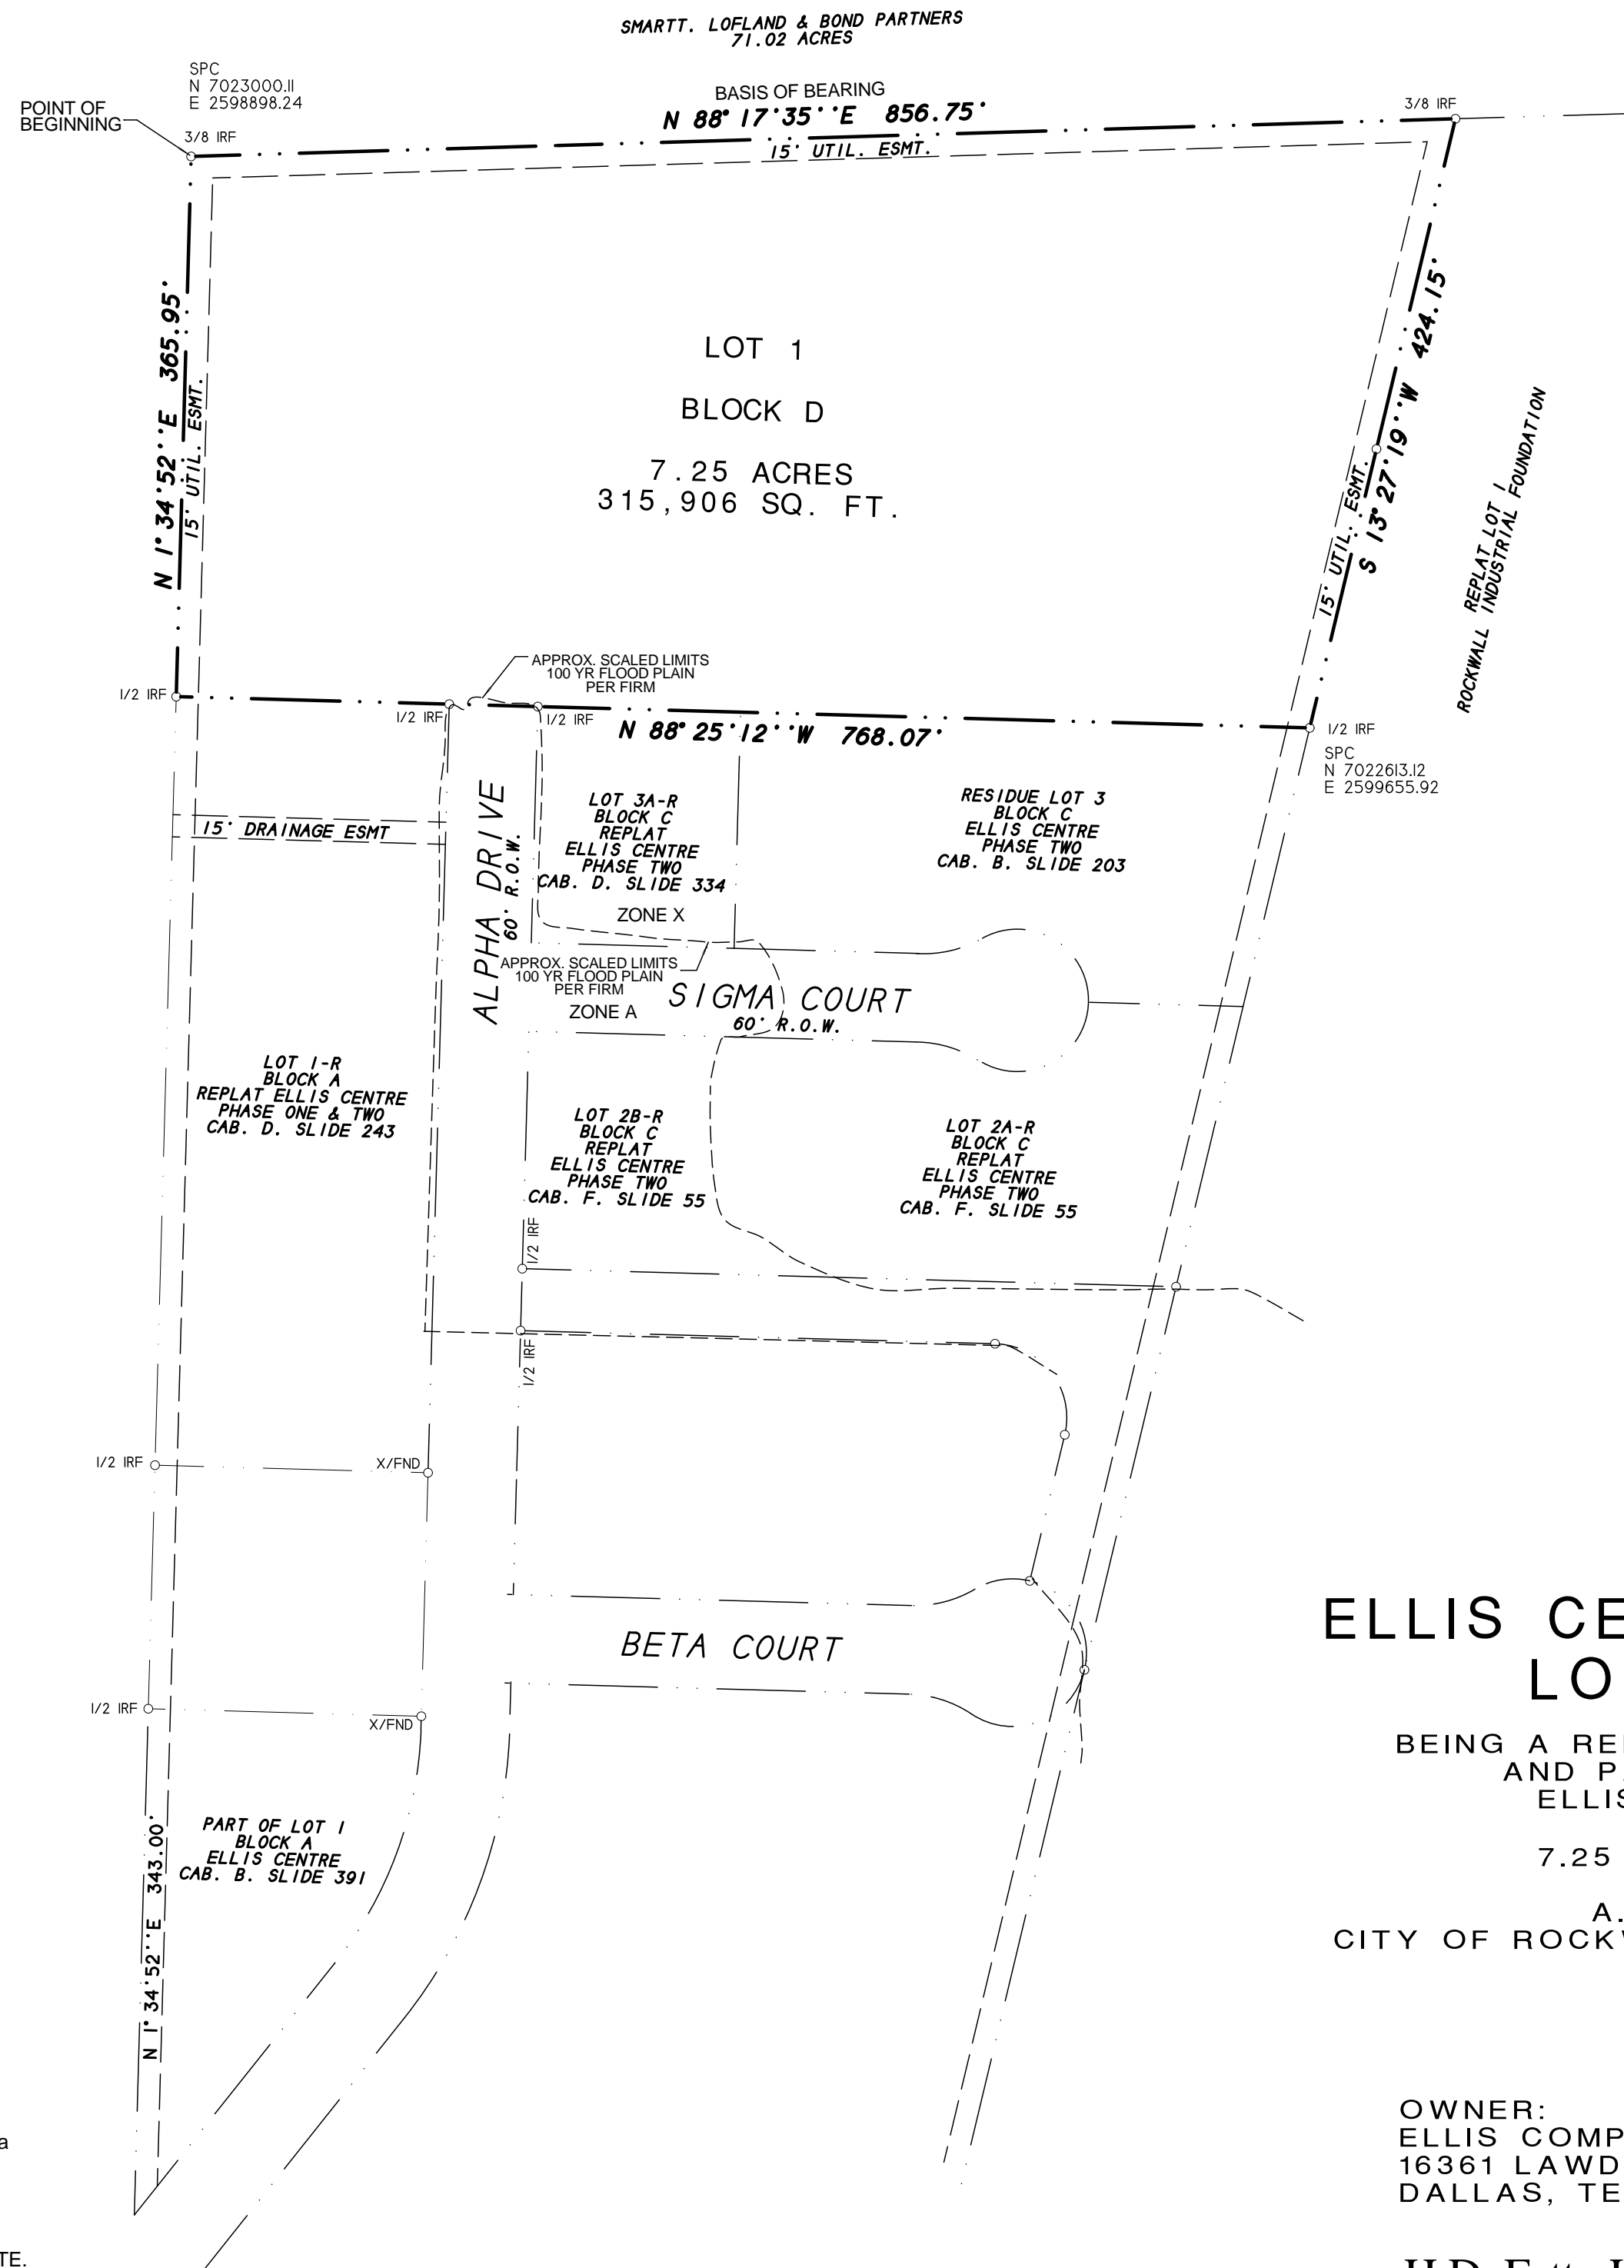 SMARTT. LOFLAND & BOND PARTNERS
71.02 ACRES
SPC
N 7023000.11
E 2598898.24
POINT OF
BEGINNING
3/8 IRF
BASIS OF BEARING
N 88° 17'35''E 856.75'
15' UTIL. ESMT.
3/8 IRF
N 1° 34'52''E 365.95'
15' UTIL. ESMT.
LOT 1
BLOCK D
7.25 ACRES
315,906 SQ. FT.
S 13° 27'19''W 424.15'
15' UTIL. ESMT.
REPLAT LOT 1
ROCKWALL INDUSTRIAL FOUNDATION
APPROX. SCALED LIMITS
100 YR FLOOD PLAIN
PER FIRM
1/2 IRF
1/2 IRF
1/2 IRF
N 88° 25'12''W 768.07'
1/2 IRF
SPC
N 7022613.12
E 2599655.92
15' DRAINAGE ESMT
ALPHA DRIVE
60' R.O.W.
LOT 3A-R
BLOCK C
REPLAT
ELLIS CENTRE
PHASE TWO
CAB. D. SLIDE 334
ZONE X
RESIDUE LOT 3
BLOCK C
ELLIS CENTRE
PHASE TWO
CAB. B. SLIDE 203
APPROX. SCALED LIMITS
100 YR FLOOD PLAIN
PER FIRM
ZONE A
SIGMA COURT
60' R.O.W.
LOT 1-R
BLOCK A
REPLAT ELLIS CENTRE
PHASE ONE & TWO
CAB. D. SLIDE 243
LOT 2B-R
BLOCK C
REPLAT
ELLIS CENTRE
PHASE TWO
CAB. F. SLIDE 55
LOT 2A-R
BLOCK C
REPLAT
ELLIS CENTRE
PHASE TWO
CAB. F. SLIDE 55
1/2 IRF
1/2 IRF
1/2 IRF
X/FND
BETA COURT
1/2 IRF
X/FND
PART OF LOT 1
BLOCK A
ELLIS CENTRE
CAB. B. SLIDE 391
N 1° 34'52''E 343.00'
ELLIS CE
LO
BEING A RE
AND P
ELLIS
7.25
A.
CITY OF ROCKW
OWNER:
ELLIS COMP
16361 LAWD
DALLAS, TE
a
TE.